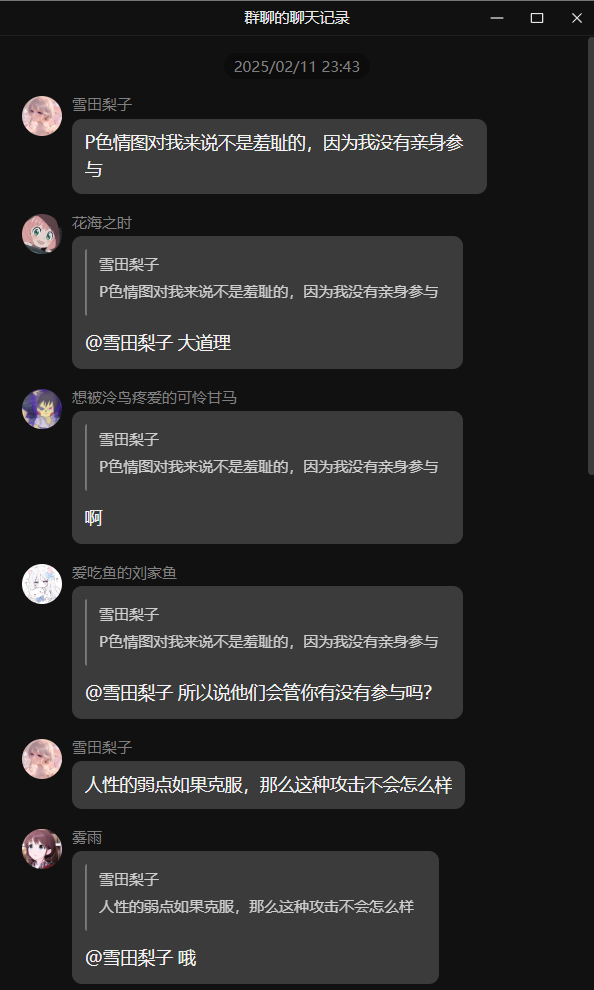 群聊的聊天记录
2025/02/11 23:43
雪田梨子
P色情图对我来说不是羞耻的，因为我没有亲身参
与
花海之时
雪田梨子
P色情图对我来说不是羞耻的，因为我没有亲身参与
@雪田梨子 大道理
想被泠鸟疼爱的可怜甘马
雪田梨子
P色情图对我来说不是羞耻的，因为我没有亲身参与
啊
爱吃鱼的刘家鱼
雪田梨子
P色情图对我来说不是羞耻的，因为我没有亲身参与
@雪田梨子 所以说他们会管你有没有参与吗?
雪田梨子
人性的弱点如果克服，那么这种攻击不会怎么样
雾雨
雪田梨子
人性的弱点如果克服，那么这种攻击不会怎么样
@雪田梨子 哦